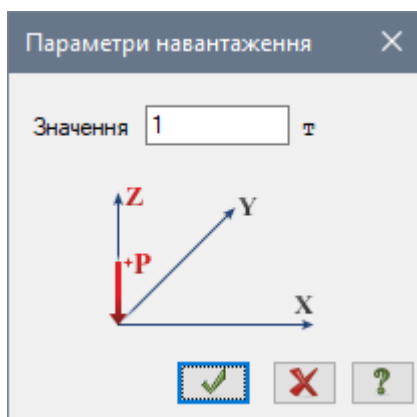 Параметри навантаження
Значення 1 т
Z
Y
+P
X